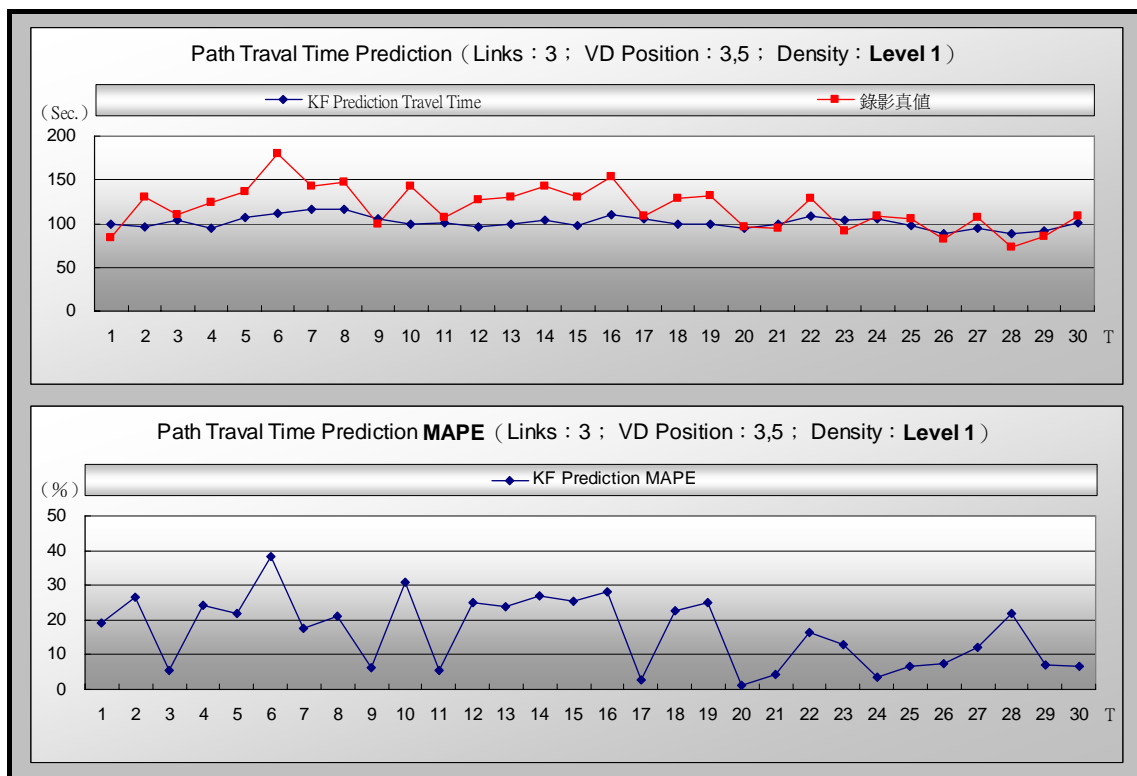 Path Traval Time Prediction（Links：3； VD Position：3,5； Density：Level 1）
KF Prediction Travel Time 錄影真值
(Sec.)
200
150
100
50
0
1 2 3 4 5 6 7 8 9 10 11 12 13 14 15 16 17 18 19 20 21 22 23 24 25 26 27 28 29 30 T
Path Traval Time Prediction MAPE（Links：3； VD Position：3,5； Density：Level 1）
KF Prediction MAPE
(%)
50
40
30
20
10
0
1 2 3 4 5 6 7 8 9 10 11 12 13 14 15 16 17 18 19 20 21 22 23 24 25 26 27 28 29 30 T